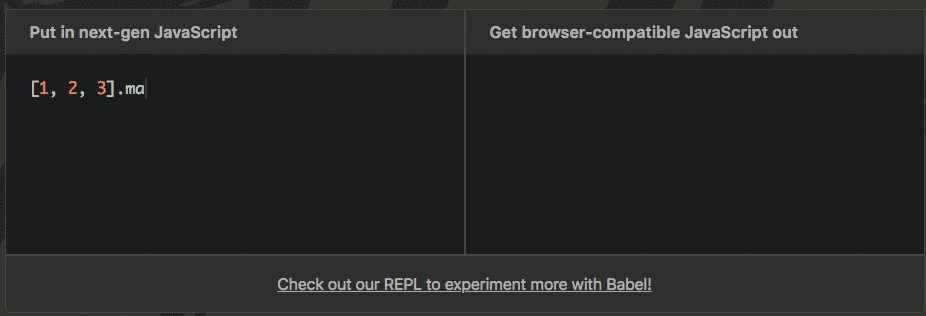 Put in next-gen JavaScript
Get browser-compatible JavaScript out
[1, 2, 3].ma
Check out our REPL to experiment more with Babel!